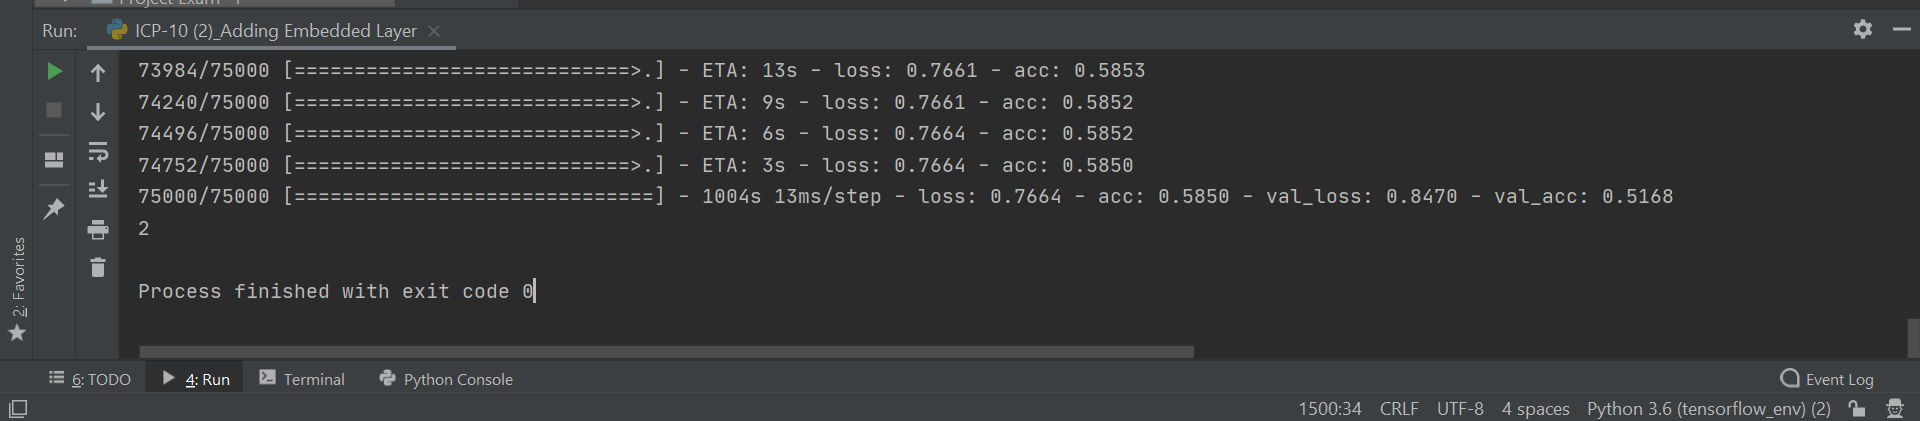 Project Exam -1
Run: ICP-10 (2)_Adding Embedded Layer
73984/75000 [============================>.] - ETA: 13s - loss: 0.7661 - acc: 0.5853
74240/75000 [============================>.] - ETA: 9s - loss: 0.7661 - acc: 0.5852
74496/75000 [============================>.] - ETA: 6s - loss: 0.7664 - acc: 0.5852
74752/75000 [============================>.] - ETA: 3s - loss: 0.7664 - acc: 0.5850
75000/75000 [==============================] - 1004s 13ms/step - loss: 0.7664 - acc: 0.5850 - val_loss: 0.8470 - val_acc: 0.5168
2
Process finished with exit code 0
2: Favorites
6: TODO 4: Run Terminal Python Console Event Log
1500:34 CRLF UTF-8 4 spaces Python 3.6 (tensorflow_env) (2)